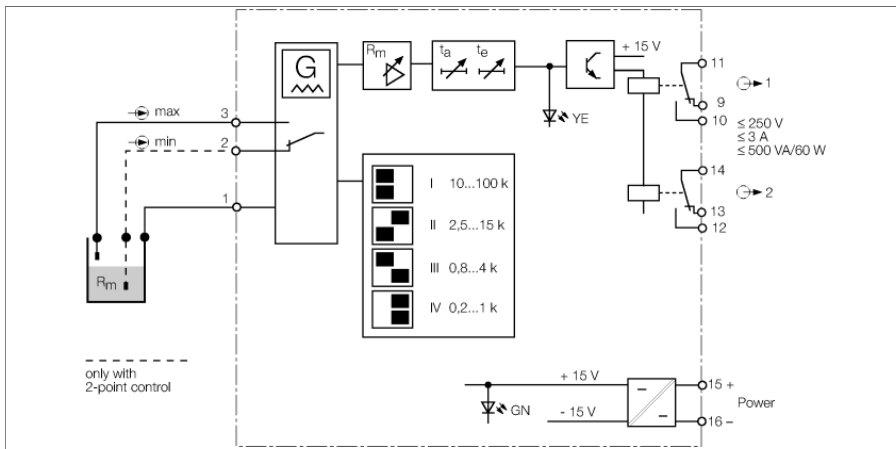 G
Rm
ta te
+ 15 V
11
1
9
10
≤ 250 V
≤ 3 A
≤ 500 VA/60 W
YE
max 3
min 2
1
14
2
13
12
I 10...100 k
II 2,5...15 k
III 0,8...4 k
IV 0,2...1 k
Rm
only with
2-point control
+ 15 V
15 +
Power
GN
- 15 V
16 –